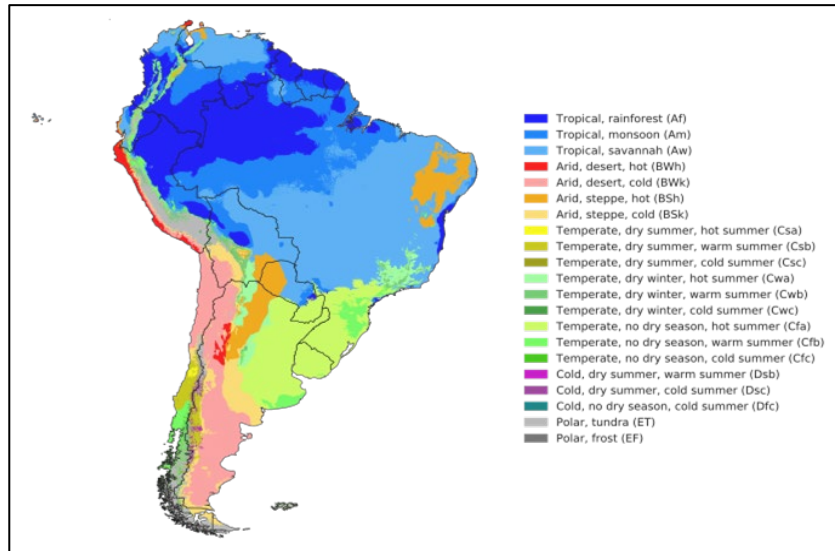 Tropical, rainforest (Af)
Tropical, monsoon (Am)
Tropical, savannah (Aw)
Arid, desert, hot (BWh)
Arid, desert, cold (BWk)
Arid, steppe, hot (BSh)
Arid, steppe, cold (BSk)
Temperate, dry summer, hot summer (Csa)
Temperate, dry summer, warm summer (Csb)
Temperate, dry summer, cold summer (Csc)
Temperate, dry winter, hot summer (Cwa)
Temperate, dry winter, warm summer (Cwb)
Temperate, dry winter, cold summer (Cwc)
Temperate, no dry season, hot summer (Cfa)
Temperate, no dry season, warm summer (Cfb)
Temperate, no dry season, cold summer (Cfc)
Cold, dry summer, warm summer (Dsb)
Cold, dry summer, cold summer (Dsc)
Cold, no dry season, cold summer (Dfc)
Polar, tundra (ET)
Polar, frost (EF)